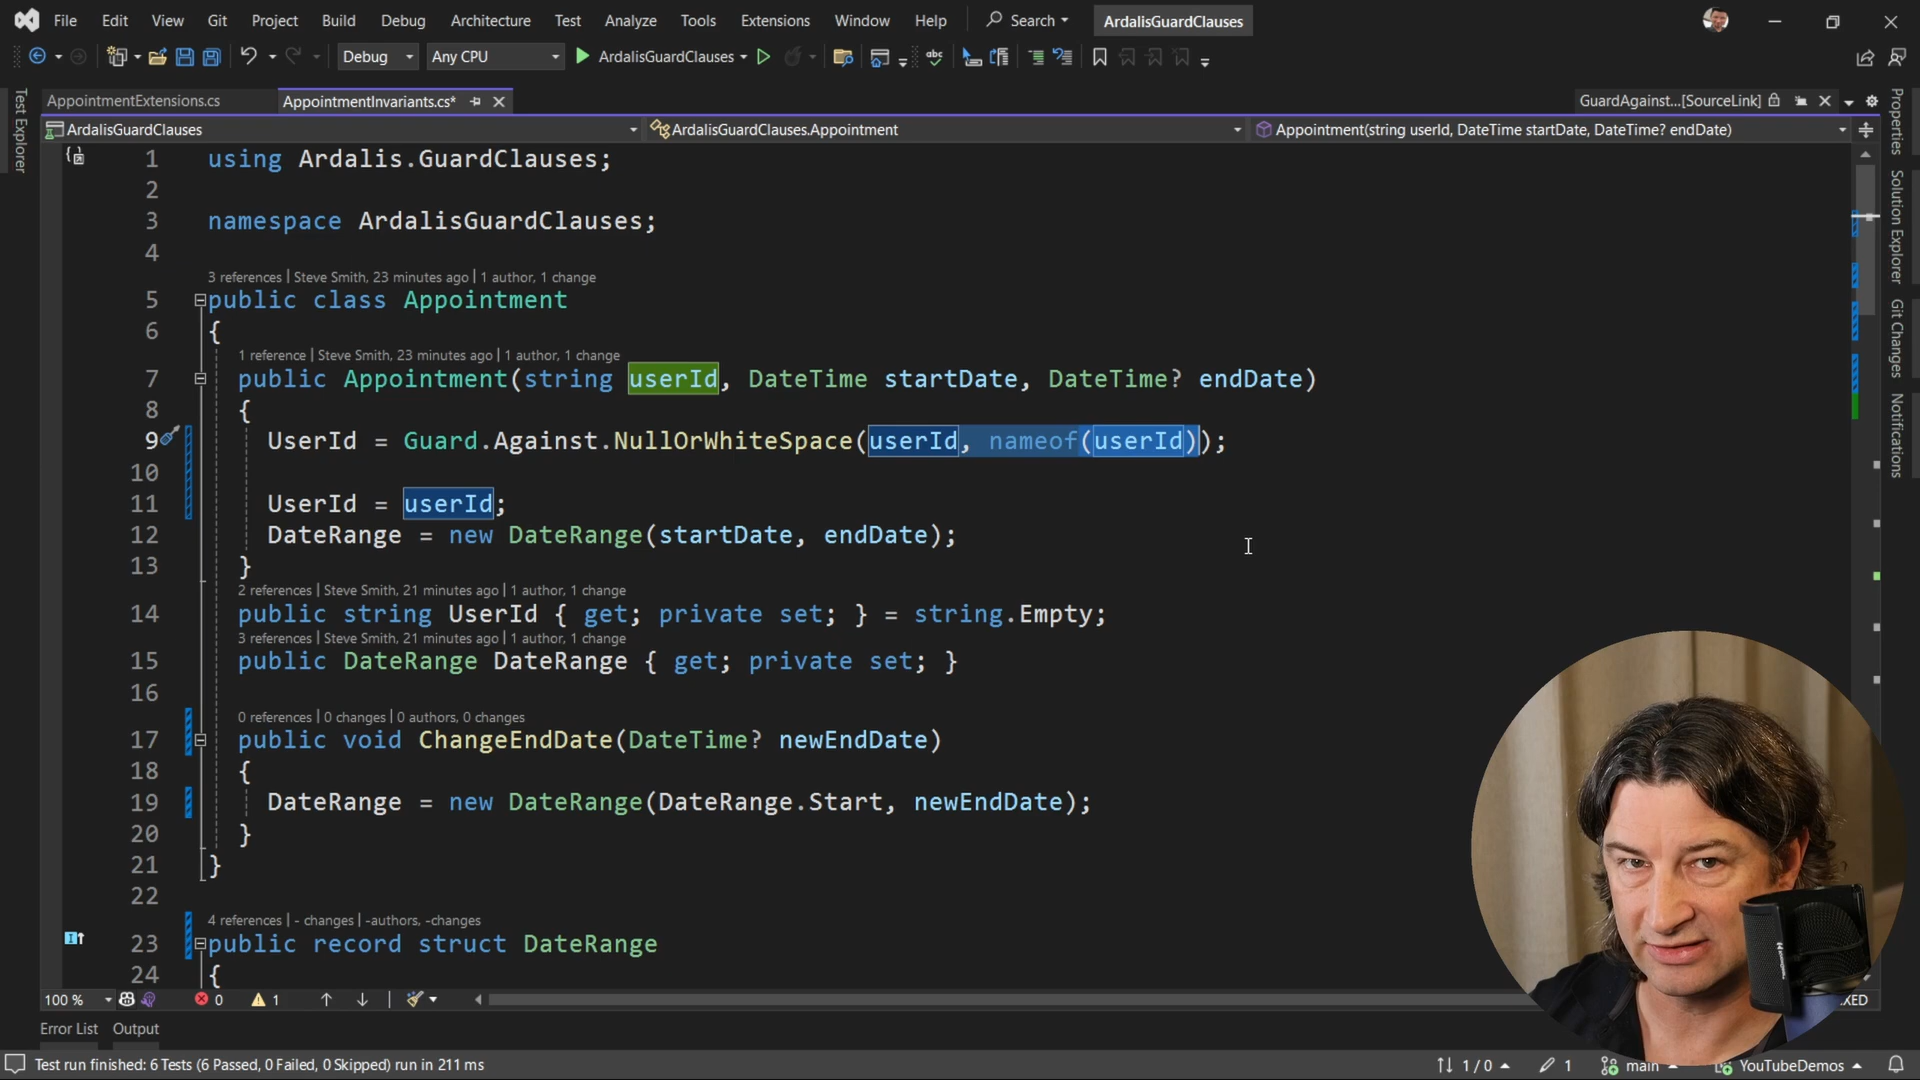 File Edit View Git Project Build Debug Architecture Test Analyze Tools Extensions Window Help Search ArdalisGuardClauses
Debug Any CPU ArdalisGuardClauses
Test Explorer
AppointmentExtensions.cs AppointmentInvariants.cs* GuardAgainst...[SourceLink]
ArdalisGuardClauses ArdalisGuardClauses.Appointment Appointment(string userId, DateTime startDate, DateTime? endDate)
1 using Ardalis.GuardClauses;
2
3 namespace ArdalisGuardClauses;
4
3 references | Steve Smith, 23 minutes ago | 1 author, 1 change
5 public class Appointment
6 {
1 reference | Steve Smith, 23 minutes ago | 1 author, 1 change
7 public Appointment(string userId, DateTime startDate, DateTime? endDate)
8 {
9 UserId = Guard.Against.NullOrWhiteSpace(userId, nameof(userId));
10
11 UserId = userId;
12 DateRange = new DateRange(startDate, endDate);
13 }
2 references | Steve Smith, 21 minutes ago | 1 author, 1 change
14 public string UserId { get; private set; } = string.Empty;
3 references | Steve Smith, 21 minutes ago | 1 author, 1 change
15 public DateRange DateRange { get; private set; }
16
0 references | 0 changes | 0 authors, 0 changes
17 public void ChangeEndDate(DateTime? newEndDate)
18 {
19 DateRange = new DateRange(DateRange.Start, newEndDate);
20 }
21 }
22
4 references | - changes | -authors, -changes
23 public record struct DateRange
24 {
Properties
Solution Explorer
Git Changes
Notifications
100 % 0 1
Error List Output
Test run finished: 6 Tests (6 Passed, 0 Failed, 0 Skipped) run in 211 ms 1 / 0 1 main YouTubeDemos